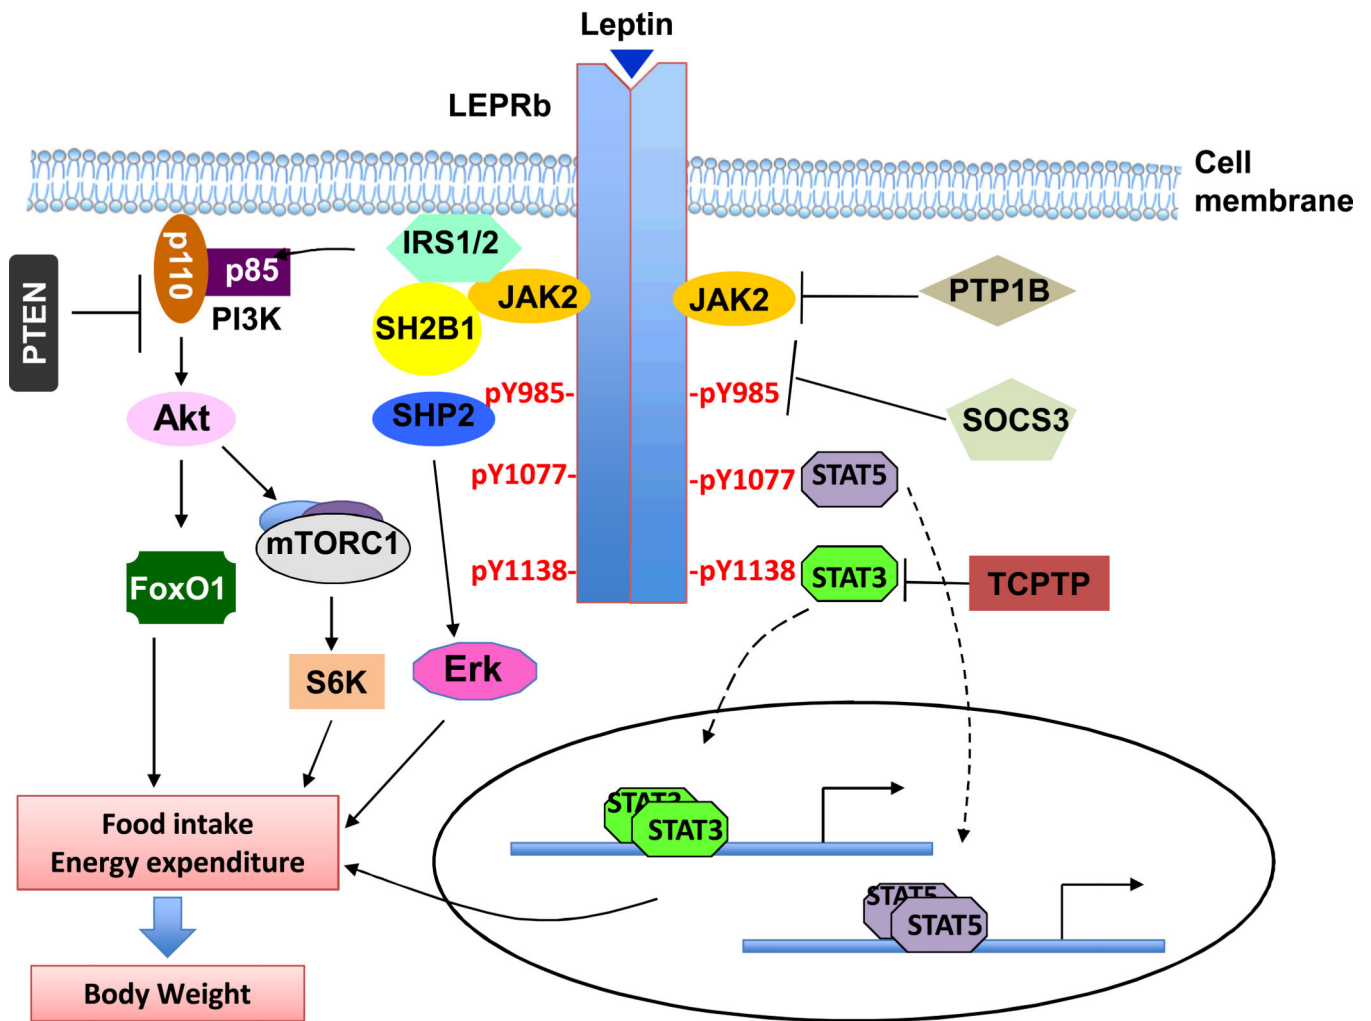 Leptin
LEPRb
Cell
membrane
p110
p85
PI3K
PTEN
IRS1/2
JAK2
SH2B1
JAK2
PTP1B
SHP2
pY985-
-pY985
SOCS3
Akt
pY1077-
-pY1077
STAT5
mTORC1
FoxO1
pY1138-
-pY1138
STAT3
TCPTP
S6K
Erk
Food intake
Energy expenditure
Body Weight
STAT3
STAT3
STAT5
STAT5